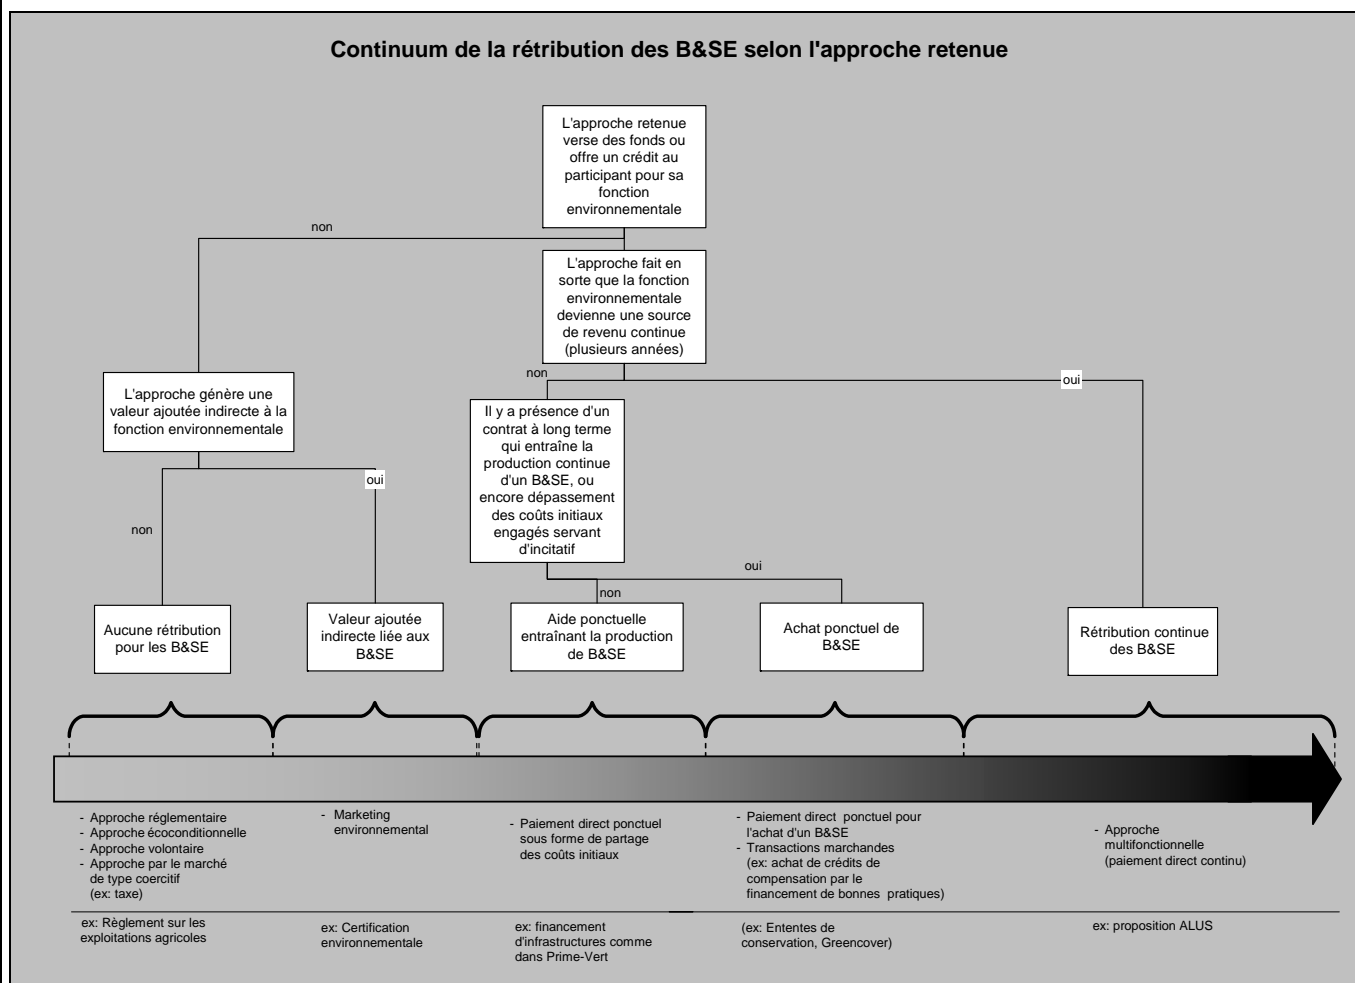 Continuum de la rétribution des B&SE selon l'approche retenue
L'approche retenue
verse des fonds ou
offre un crédit au
participant pour sa
fonction
environnementale
non
L'approche fait en
sorte que la fonction
environnementale
devienne une source
de revenu continue
(plusieurs années)
non
oui
L'approche génère une
valeur ajoutée indirecte à la
fonction environnementale
Il y a présence d'un
contrat à long terme
qui entraîne la
production continue
d'un B&SE, ou
encore dépassement
des coûts initiaux
engagés servant
d'incitatif
oui
non
oui
non
Aucune rétribution
pour les B&SE
Valeur ajoutée
indirecte liée aux
B&SE
Aide ponctuelle
entraînant la production
de B&SE
Achat ponctuel de
B&SE
Rétribution continue
des B&SE
- Approche réglementaire
- Approche écoconditionnelle
- Approche volontaire
- Approche par le marché
de type coercitif
(ex: taxe)
- Marketing
environnemental
- Paiement direct ponctuel
sous forme de partage
des coûts initiaux
- Paiement direct ponctuel pour
l'achat d'un B&SE
- Transactions marchandes
(ex: achat de crédits de
compensation par le
financement de bonnes pratiques)
- Approche
multifonctionnelle
(paiement direct continu)
ex: Règlement sur les
exploitations agricoles
ex: Certification
environnementale
ex: financement
d'infrastructures comme
dans Prime-Vert
(ex: Ententes de
conservation, Greencover)
ex: proposition ALUS